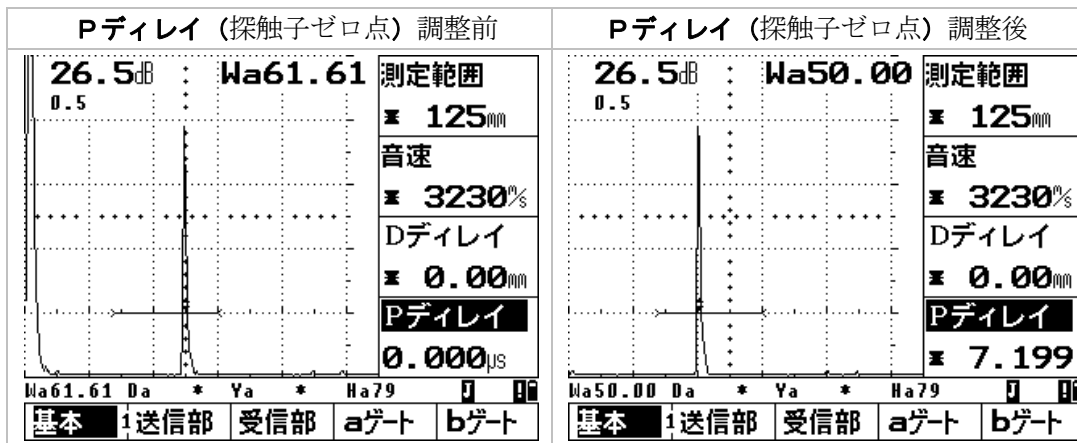 Pディレイ(探触子ゼロ点)調整前
26.5dB : Wa61.61
0.5
測定範囲
125mm
音速
3230m/s
Dディレイ
0.00mm
Pディレイ
0.000μs
Wa61.61 Da * Ya * Ha79 J !
基本 1 送信部 受信部 aゲート bゲート
Pディレイ(探触子ゼロ点)調整後
26.5dB : Wa50.00
0.5
測定範囲
125mm
音速
3230m/s
Dディレイ
0.00mm
Pディレイ
7.199
Wa50.00 Da * Ya * Ha79 J !
基本 1 送信部 受信部 aゲート bゲート